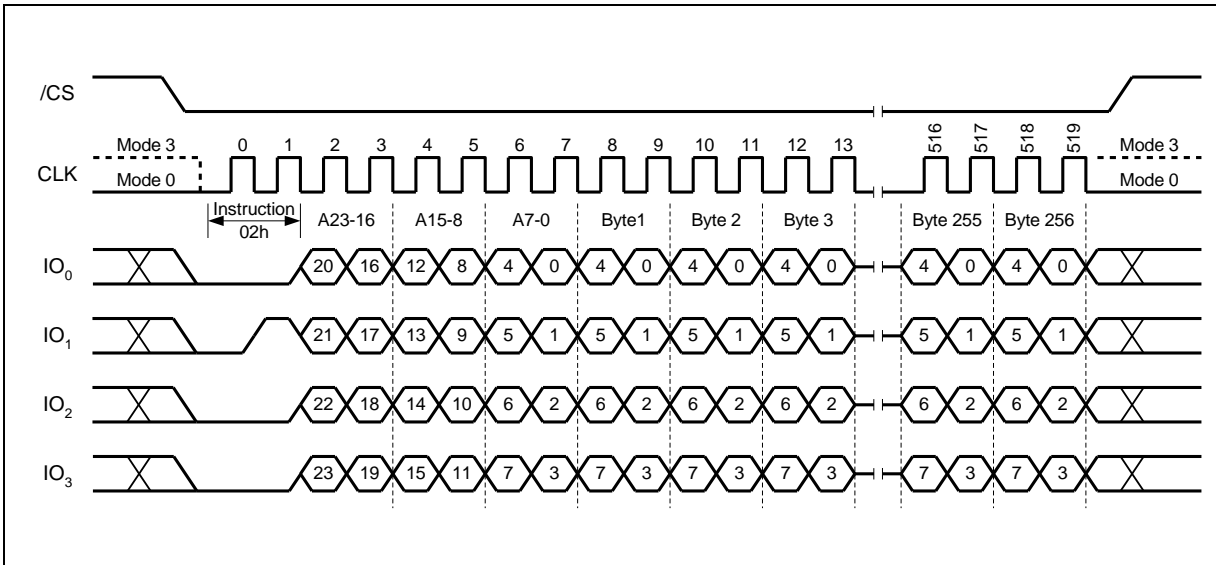 /CS
Mode 3 0 1 2 3 4 5 6 7 8 9 10 11 12 13 516 517 518 519 Mode 3
CLK
Mode 0 Mode 0
Instruction
02h
A23-16 A15-8 A7-0 Byte1 Byte 2 Byte 3 Byte 255 Byte 256
IO0 20 16 12 8 4 0 4 0 4 0 4 0 4 0 4 0
IO1 21 17 13 9 5 1 5 1 5 1 5 1 5 1 5 1
IO2 22 18 14 10 6 2 6 2 6 2 6 2 6 2 6 2
IO3 23 19 15 11 7 3 7 3 7 3 7 3 7 3 7 3